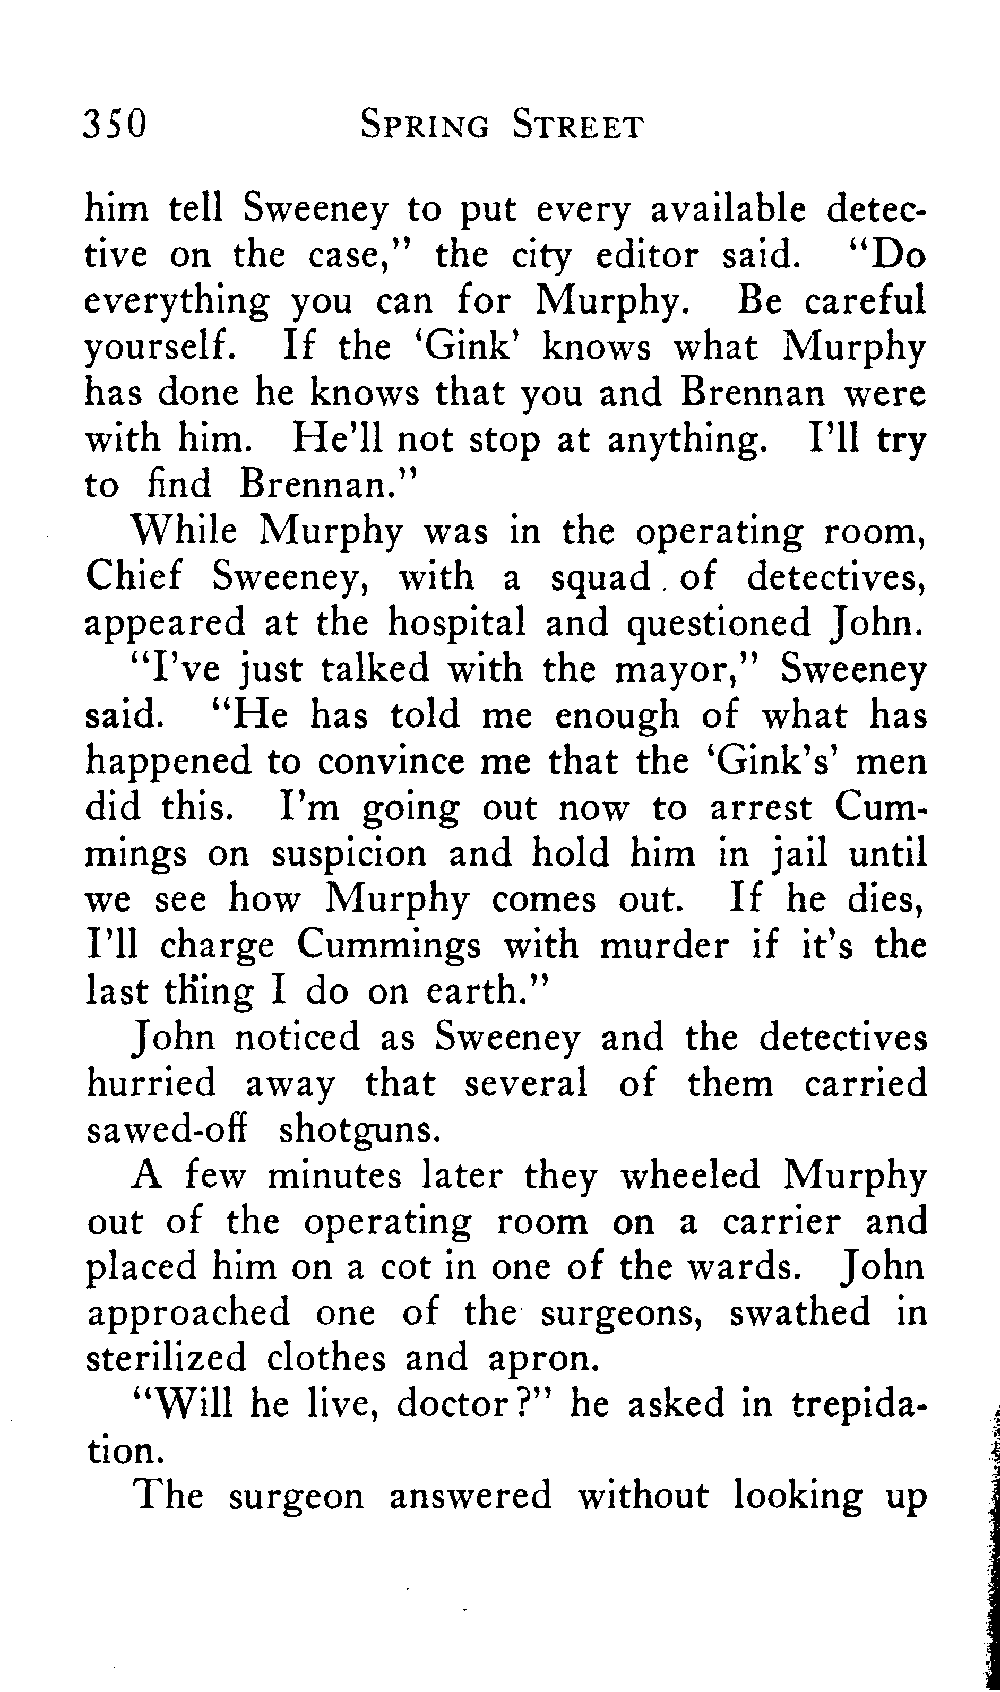 350 SPRING STREET
him tell Sweeney to put every available detec-
tive on the case," the city editor said. "Do
everything you can for Murphy. Be careful
yourself. If the 'Gink' knows what Murphy
has done he knows that you and Brennan were
with him. He'll not stop at anything. I'll try
to find Brennan."
While Murphy was in the operating room,
Chief Sweeney, with a squad of detectives,
appeared at the hospital and questioned John.
"I've just talked with the mayor," Sweeney
said. "He has told me enough of what has
happened to convince me that the 'Gink's' men
did this. I'm going out now to arrest Cum-
mings on suspicion and hold him in jail until
we see how Murphy comes out. If he dies,
I'll charge Cummings with murder if it's the
last thing I do on earth."
John noticed as Sweeney and the detectives
hurried away that several of them carried
sawed-off shotguns.
A few minutes later they wheeled Murphy
out of the operating room on a carrier and
placed him on a cot in one of the wards. John
approached one of the surgeons, swathed in
sterilized clothes and apron.
"Will he live, doctor?" he asked in trepida-
tion.
The surgeon answered without looking up